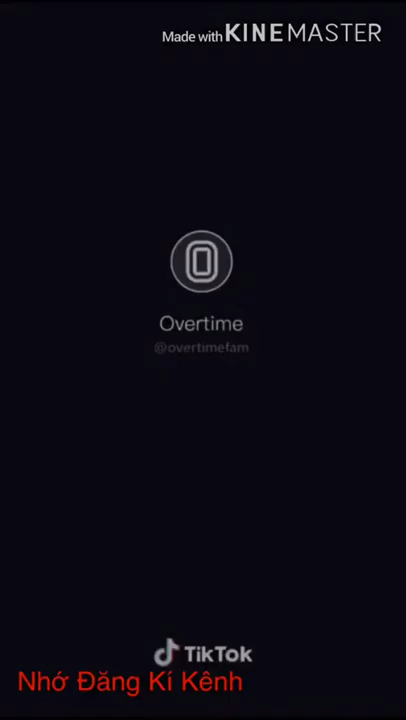 Made with KINEMASTER
Overtime
@overtimefam
TikTok
Nhớ Đăng Kí Kênh